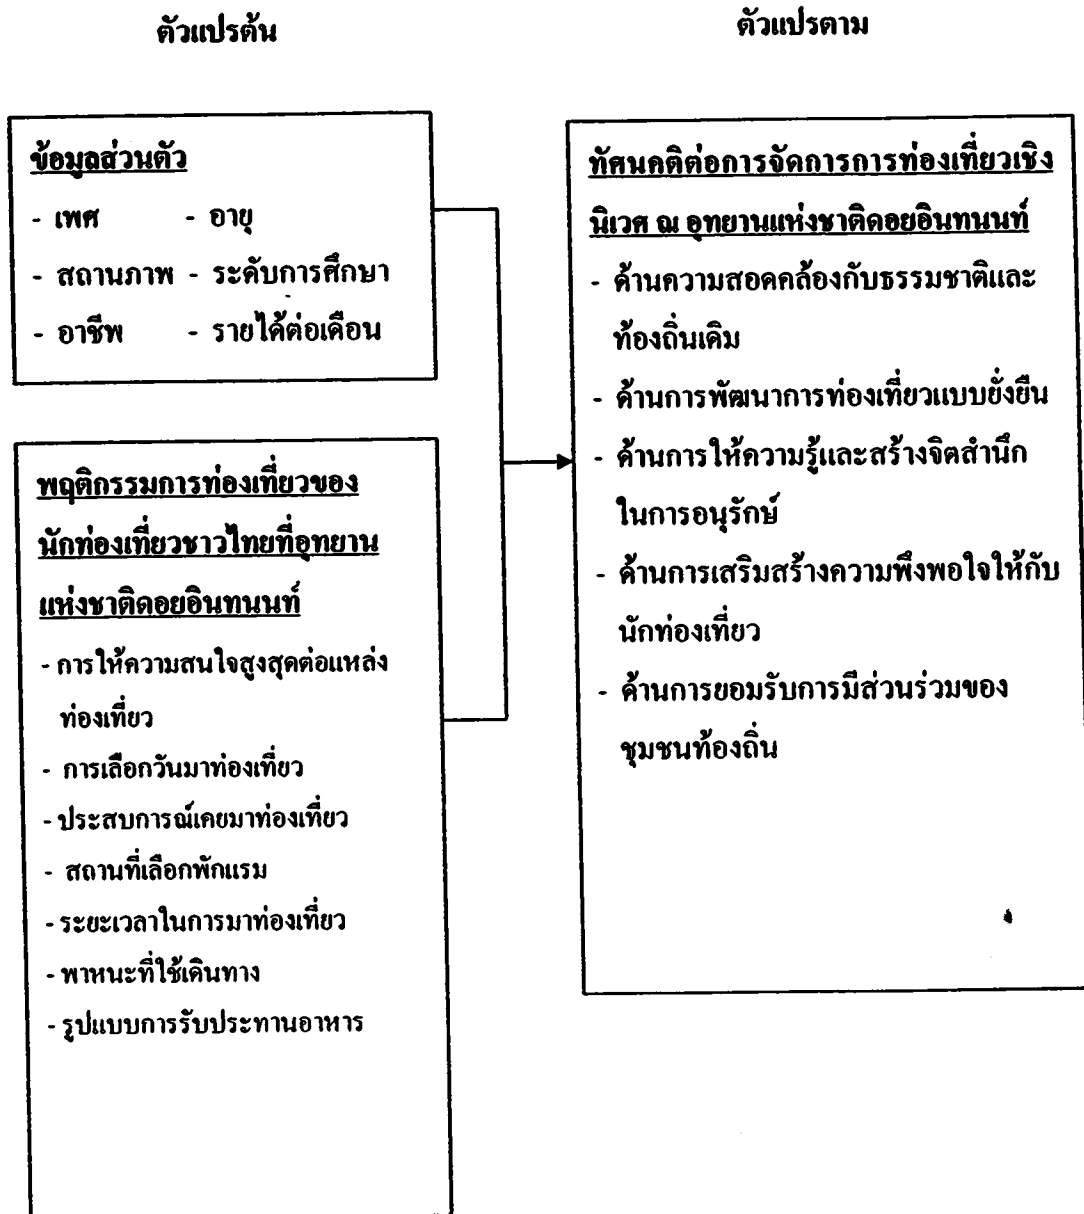 ตัวแปรต้น
ตัวแปรตาม
ข้อมูลส่วนตัว
- เพศ - อายุ
- สถานภาพ - ระดับการศึกษา
- อาชีพ - รายได้ต่อเดือน
พฤติกรรมการท่องเที่ยวของ
นักท่องเที่ยวชาวไทยที่อุทยาน
แห่งชาติดอยอินทนนท์
- การให้ความสนใจสูงสุดต่อแหล่ง
ท่องเที่ยว
- การเลือกวันมาท่องเที่ยว
- ประสบการณ์เคยมาท่องเที่ยว
- สถานที่เลือกพักแรม
- ระยะเวลาในการมาท่องเที่ยว
- พาหนะที่ใช้เดินทาง
- รูปแบบการรับประทานอาหาร
ทัศนคติต่อการจัดการการท่องเที่ยวเชิง
นิเวศ ณ อุทยานแห่งชาติดอยอินทนนท์
- ด้านความสอดคล้องกับธรรมชาติและ
ท้องถิ่นเดิม
- ด้านการพัฒนาการท่องเที่ยวแบบยั่งยืน
- ด้านการให้ความรู้และสร้างจิตสำนึก
ในการอนุรักษ์
- ด้านการเสริมสร้างความพึงพอใจให้กับ
นักท่องเที่ยว
- ด้านการยอมรับการมีส่วนร่วมของ
ชุมชนท้องถิ่น